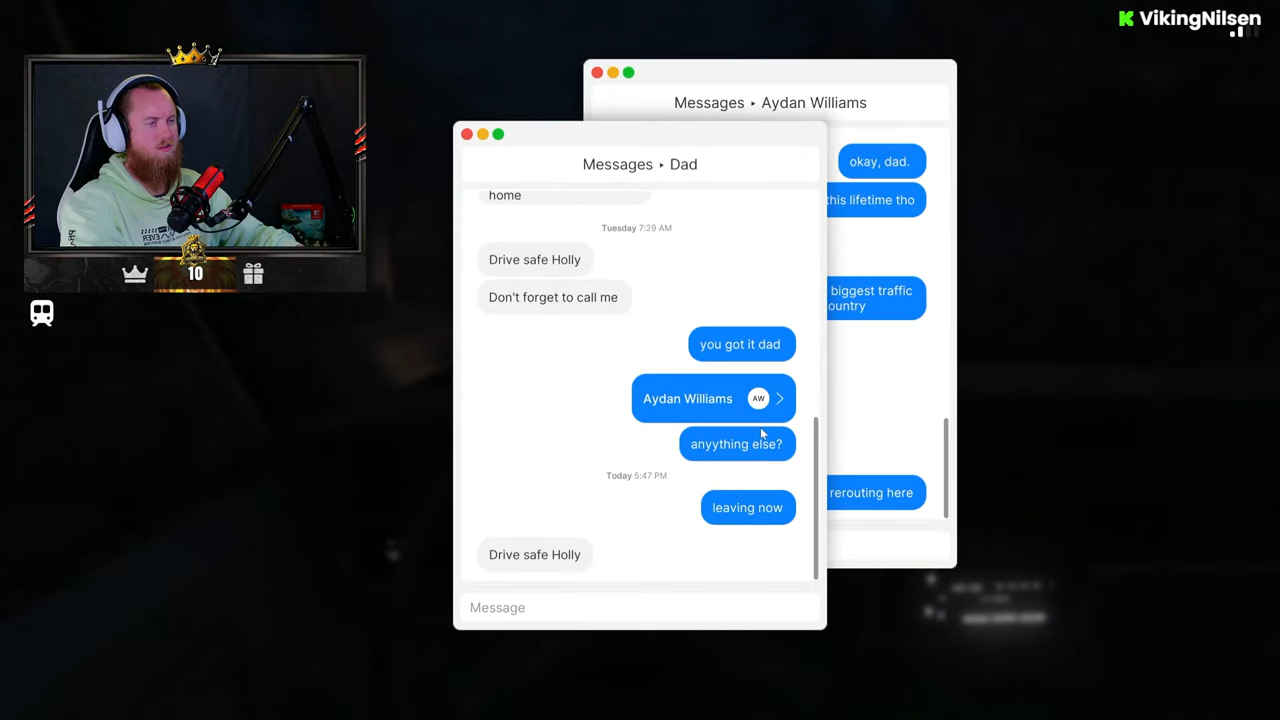 VikingNilsen
Messages ▸ Aydan Williams
okay, dad.
this lifetime tho
biggest traffic
ountry
rerouting here
Messages ▸ Dad
home
Tuesday 7:29 AM
Drive safe Holly
Don't forget to call me
you got it dad
Aydan Williams AW
anyything else?
Today 5:47 PM
leaving now
Drive safe Holly
Message
10